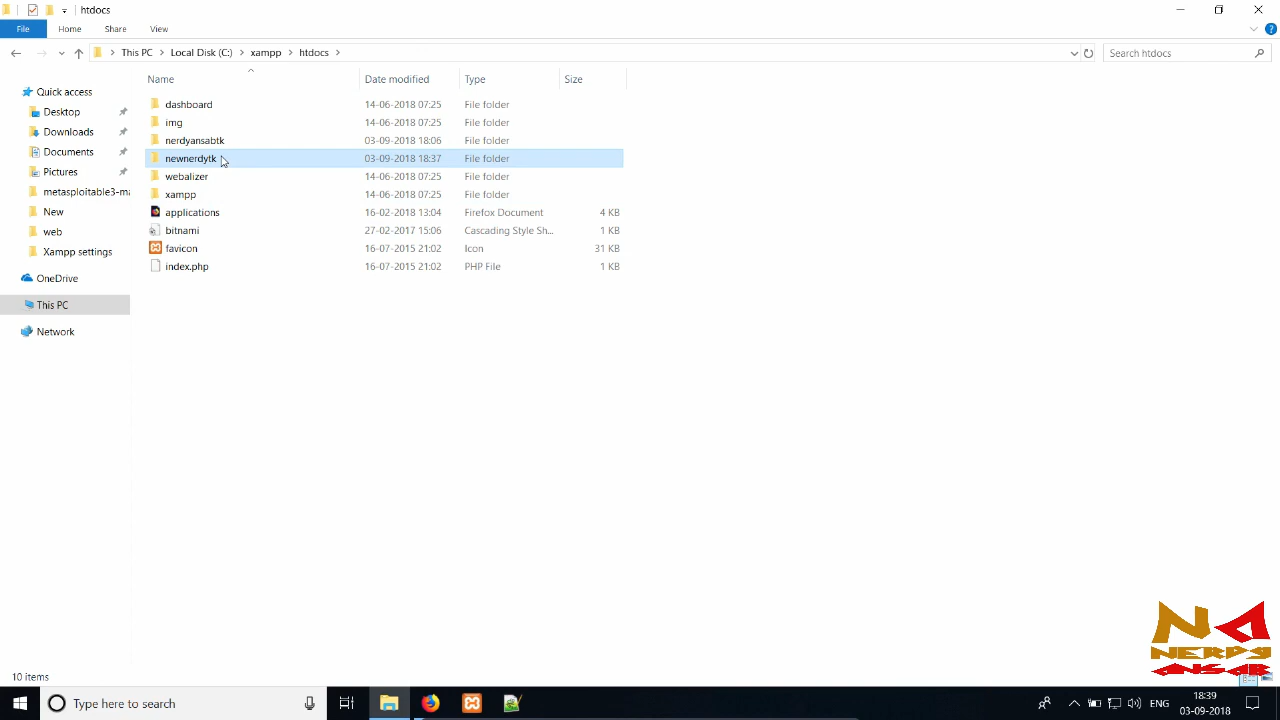 htdocs
File Home Share View
This PC Local Disk (C:) xampp htdocs Search htdocs
Name Date modified Type Size
Quick access
Desktop
Downloads
Documents
Pictures
metasploitable3-ma
New
web
Xampp settings
OneDrive
This PC
Network
dashboard 14-06-2018 07:25 File folder
img 14-06-2018 07:25 File folder
nerdyansabtk 03-09-2018 18:06 File folder
newnerdytk 03-09-2018 18:37 File folder
webalizer 14-06-2018 07:25 File folder
xampp 14-06-2018 07:25 File folder
applications 16-02-2018 13:04 Firefox Document 4 KB
bitnami 27-02-2017 15:06 Cascading Style Sh... 1 KB
favicon 16-07-2015 21:02 Icon 31 KB
index.php 16-07-2015 21:02 PHP File 1 KB
NA
NERDY
ANSAB
10 items
Type here to search
ENG
18:39
03-09-2018